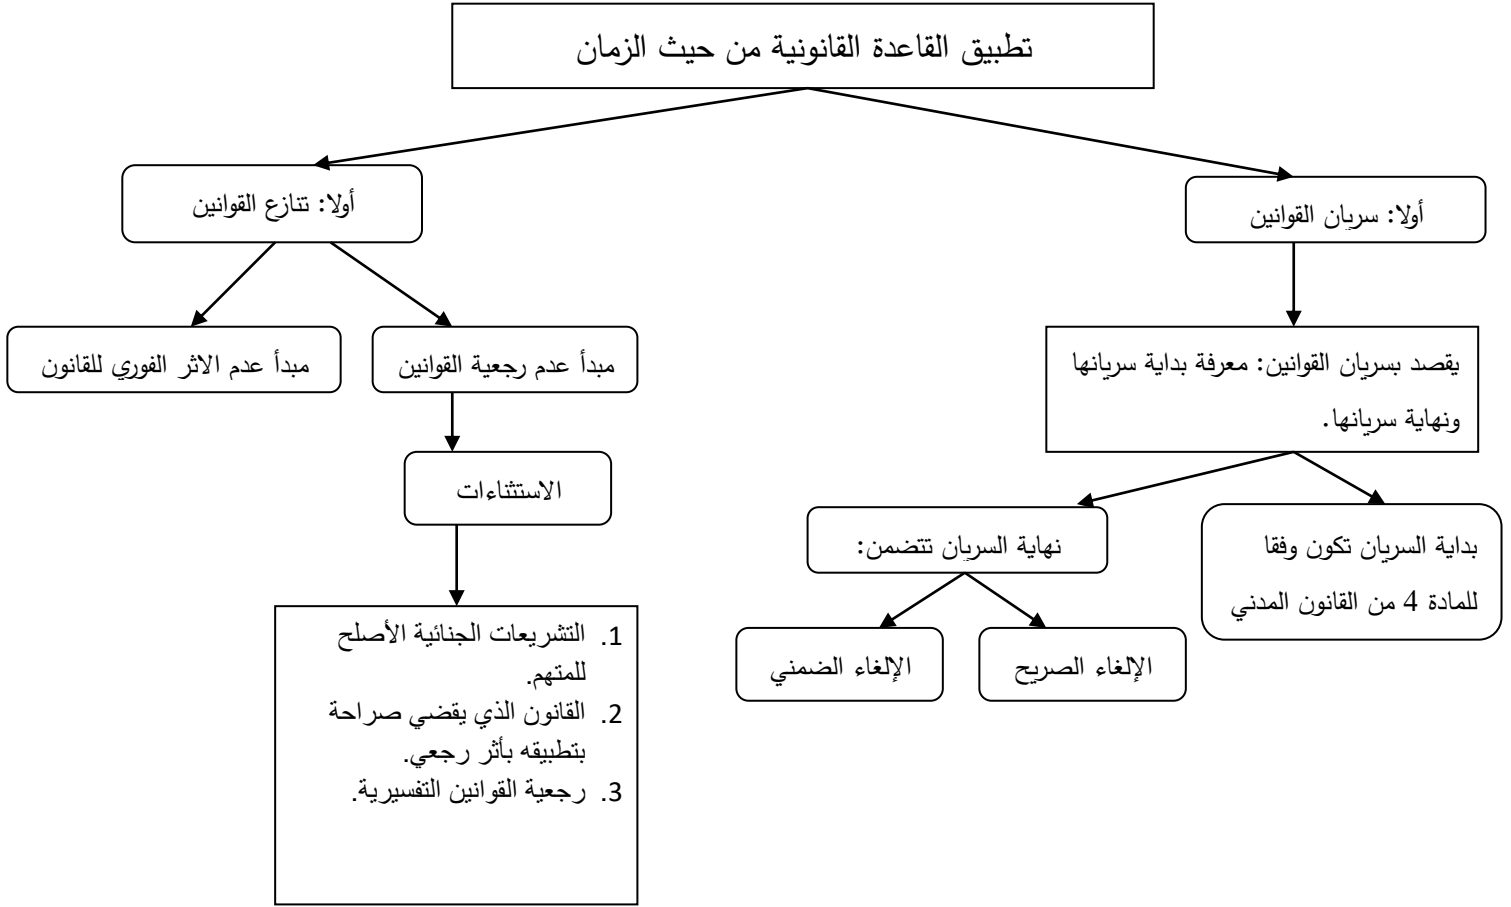 تطبيق القاعدة القانونية من حيث الزمان
أولا: سريان القوانين
أولا: تنازع القوانين
يقصد بسريان القوانين: معرفة بداية سريانها
ونهاية سريانها.
مبدأ عدم رجعية القوانين
مبدأ عدم الاثر الفوري للقانون
بداية السريان تكون وفقا
للمادة 4 من القانون المدني
نهاية السريان تتضمن:
الاستثناءات
الإلغاء الصريح
الإلغاء الضمني
1. التشريعات الجنائية الأصلح
للمتهم.
2. القانون الذي يقضي صراحة
بتطبيقه بأثر رجعي.
3. رجعية القوانين التفسيرية.